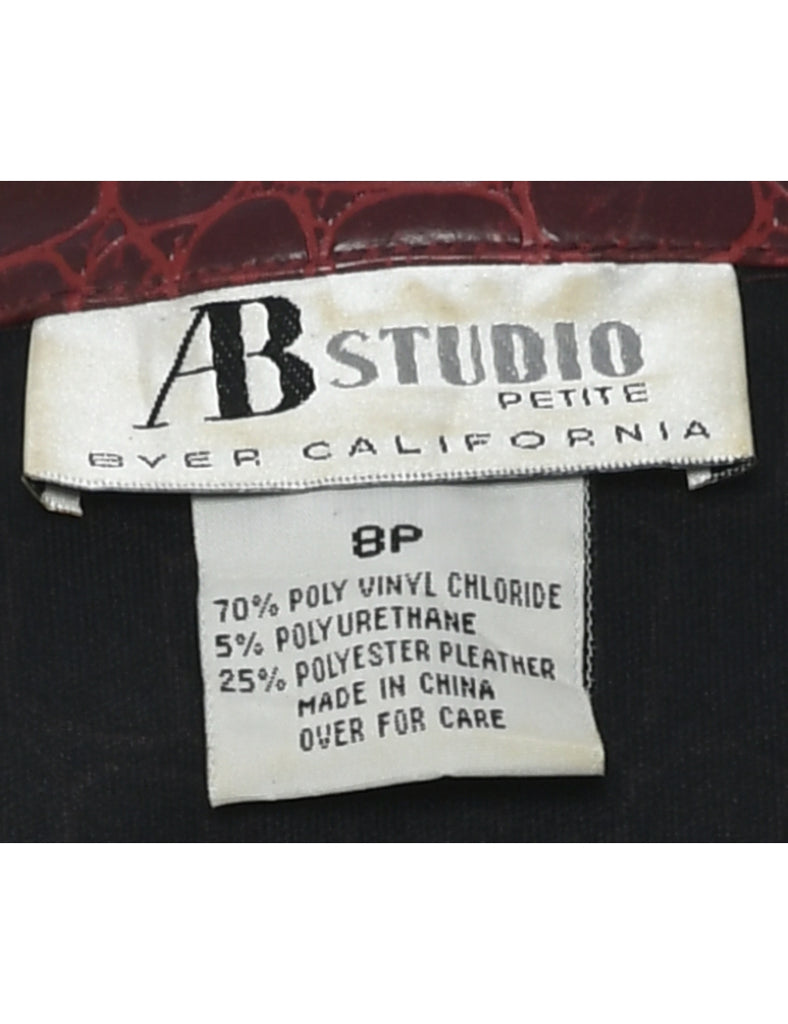 AB STUDIO
PETITE
BYER CALIFORNIA
8P
70% POLY VINYL CHLORIDE
5% POLYURETHANE
25% POLYESTER PLEATHER
MADE IN CHINA
OVER FOR CARE